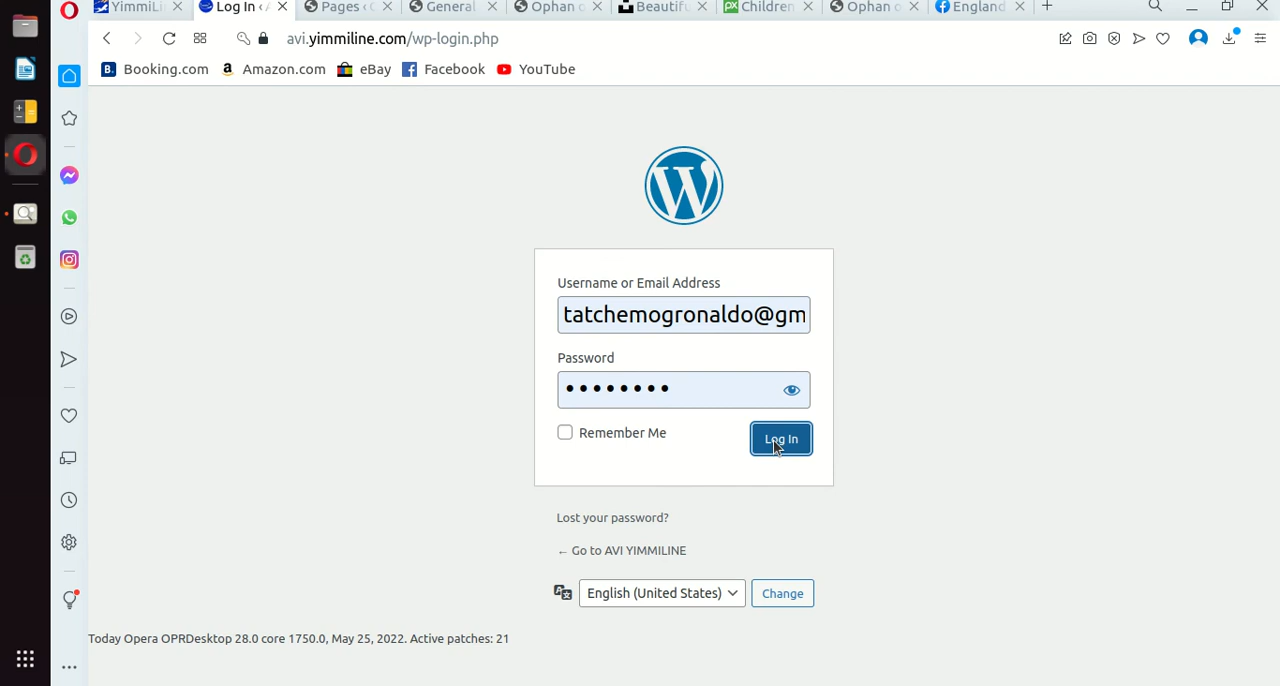 YimmiLi
Log In ‹
Pages ‹
General
Ophan o
Beautifu
Children
Ophan o
England
avi.yimmiline.com/wp-login.php
B. Booking.com
a Amazon.com
eBay
Facebook
YouTube
Username or Email Address
tatchemogronaldo@gm
Password
Remember Me
Log In
Lost your password?
← Go to AVI YIMMILINE
English (United States)
Change
Today Opera OPRDesktop 28.0 core 1750.0, May 25, 2022. Active patches: 21